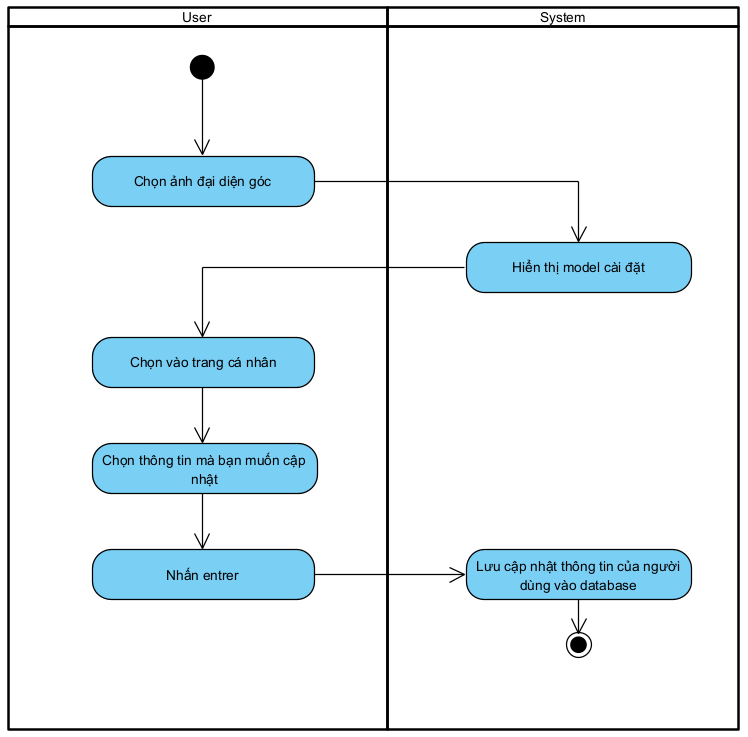 User
System
Chọn ảnh đại diện góc
Hiển thị model cài đặt
Chọn vào trang cá nhân
Chọn thông tin mà bạn muốn cập
nhật
Nhấn entrer
Lưu cập nhật thông tin của người
dùng vào database